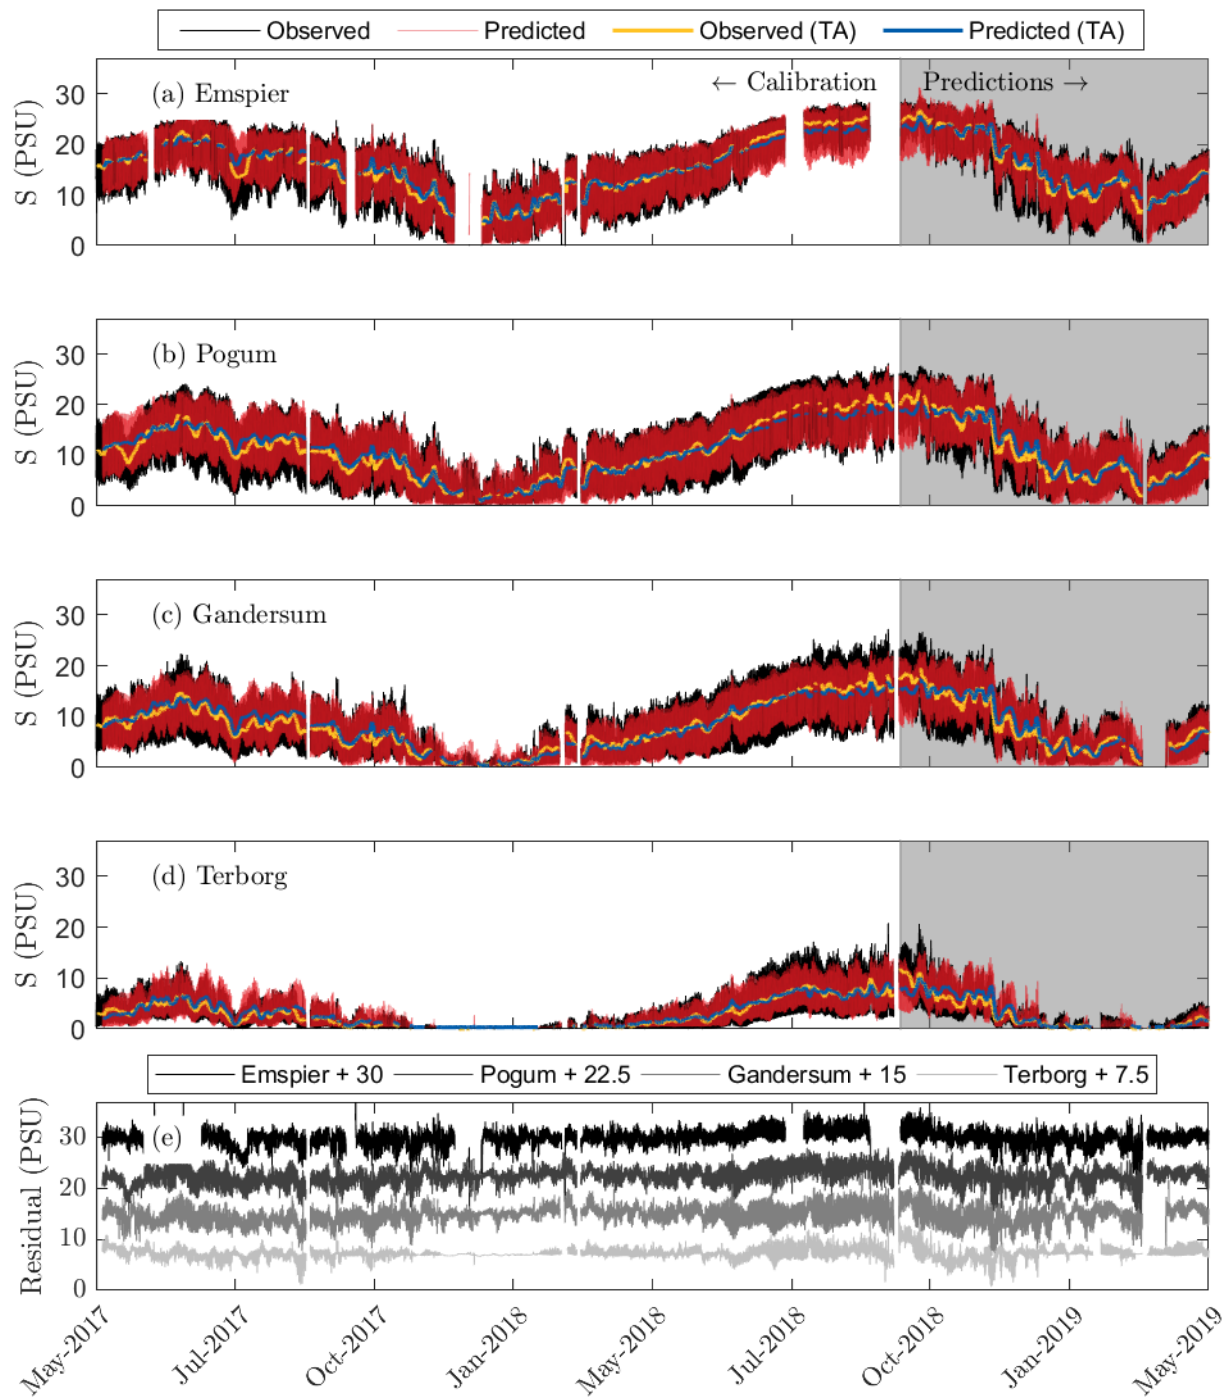 Observed Predicted Observed (TA) Predicted (TA)
(a) Emspier
← Calibration Predictions →
S (PSU)
30
20
10
0
(b) Pogum
S (PSU)
30
20
10
0
(c) Gandersum
S (PSU)
30
20
10
0
(d) Terborg
S (PSU)
30
20
10
0
Emspier + 30 Pogum + 22.5 Gandersum + 15 Terborg + 7.5
(e)
Residual (PSU)
30
20
10
0
May-2017 Jul-2017 Oct-2017 Jan-2018 May-2018 Jul-2018 Oct-2018 Jan-2019 May-2019